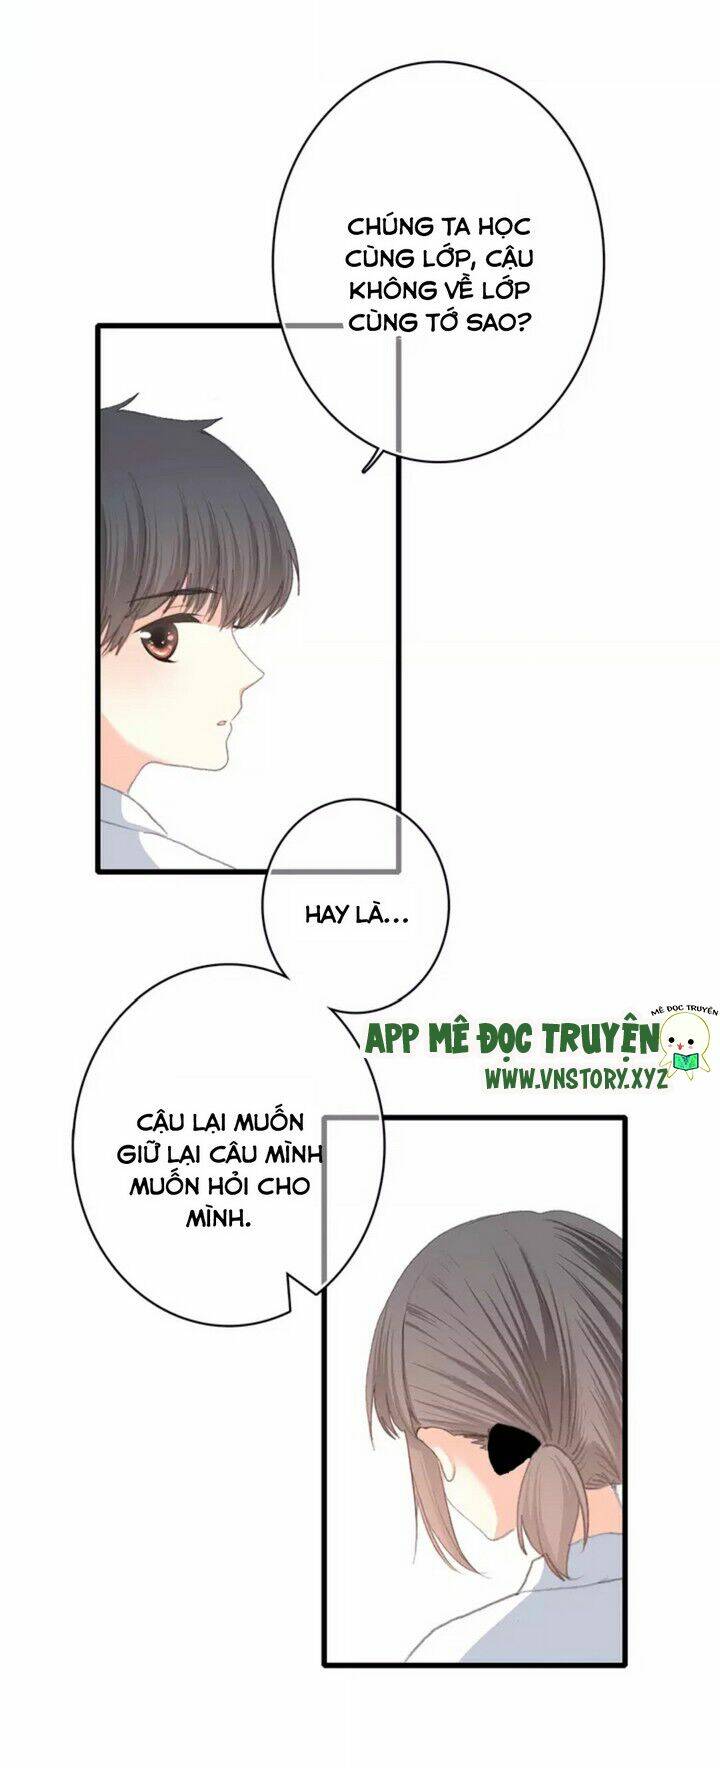 CHÚNG TA HỌC
CÙNG LỚP, CẬU
KHÔNG VỀ LỚP
CÙNG TỚ SAO?
HAY LÀ...
MÊ ĐỌC TRUYỆN
APP MÊ ĐỌC TRUYỆN
WWW.VNSTORY.XYZ
CẬU LẠI MUỐN
GIỮ LẠI CÂU MÌNH
MUỐN HỎI CHO
MÌNH.